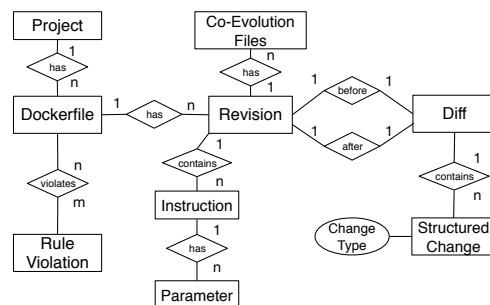 Project
Co-Evolution
Files
1
has
n
n
has
1
Dockerfile
1
has
n
Revision
1
before
1
1
after
1
Diff
n
violates
m
1
contains
n
1
contains
n
Rule
Violation
Instruction
1
has
n
Parameter
Change
Type
Structured
Change